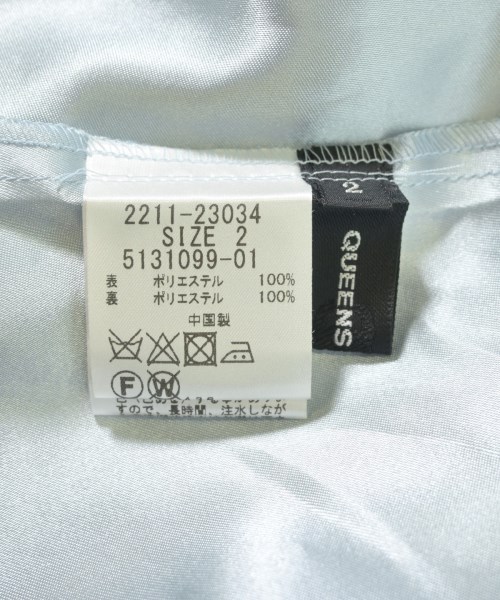 2211-23034
SIZE 2
5131099-01
表 ポリエステル 100%
裏 ポリエステル 100%
中国製
F W
すので、長時間、注水しなが
2
QUEENS